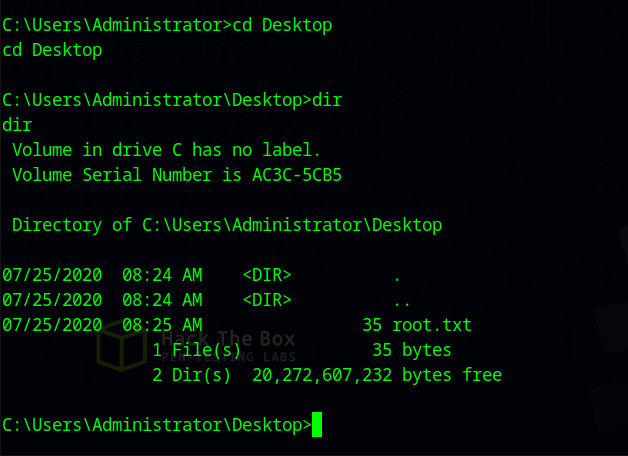 C:\Users\Administrator>cd Desktop
cd Desktop
C:\Users\Administrator\Desktop>dir
dir
 Volume in drive C has no label.
 Volume Serial Number is AC3C-5CB5
 Directory of C:\Users\Administrator\Desktop
07/25/2020  08:24 AM    <DIR>          .
07/25/2020  08:24 AM    <DIR>          ..
07/25/2020  08:25 AM                35 root.txt
Hack The Box
               1 File(s)             35 bytes
PEN-TESTING LABS
               2 Dir(s)  20,272,607,232 bytes free
C:\Users\Administrator\Desktop>